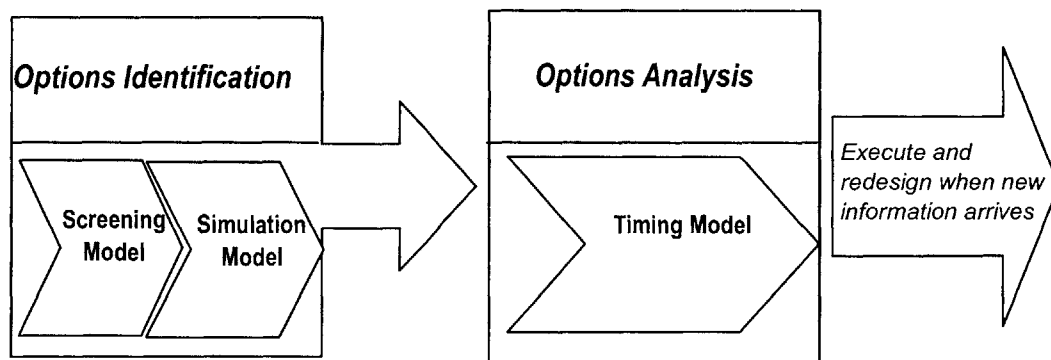 Options Identification
Screening
Model
Simulation
Model
Options Analysis
Timing Model
Execute and
redesign when new
information arrives